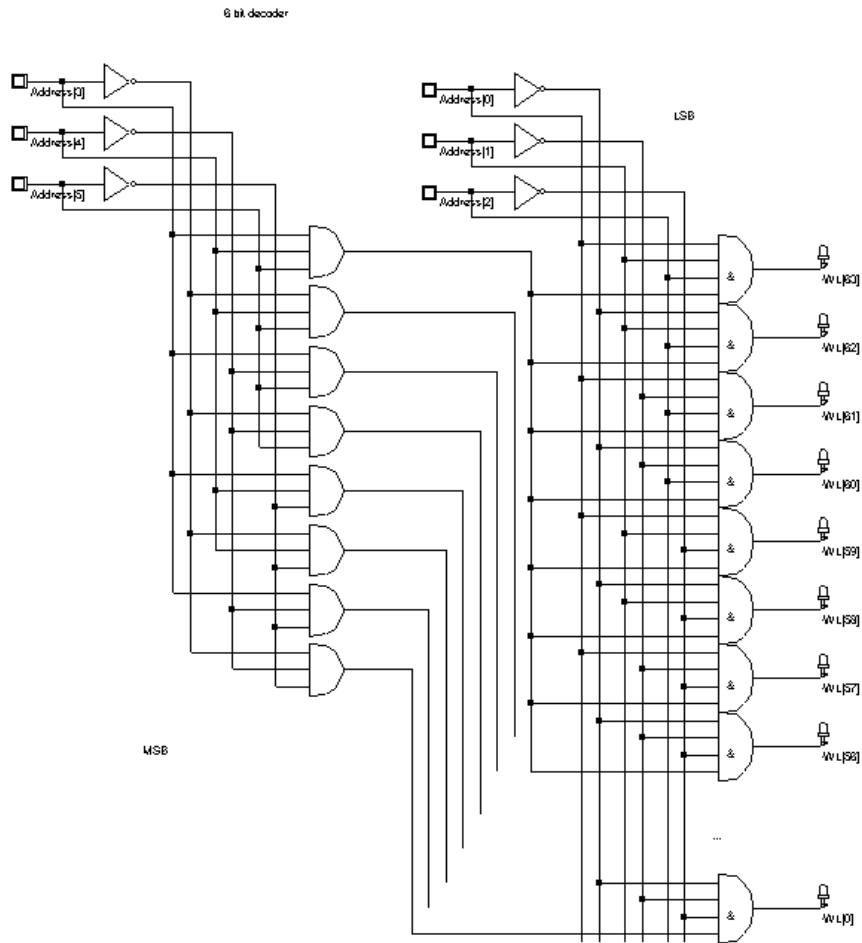 6 bit decoder
Address[3]
Address[4]
Address[5]
Address[0]
Address[1]
Address[2]
LSB
&
WL[63]
&
WL[62]
&
WL[61]
&
WL[60]
&
WL[59]
&
WL[58]
&
WL[57]
&
WL[56]
MSB
...
&
WL[0]